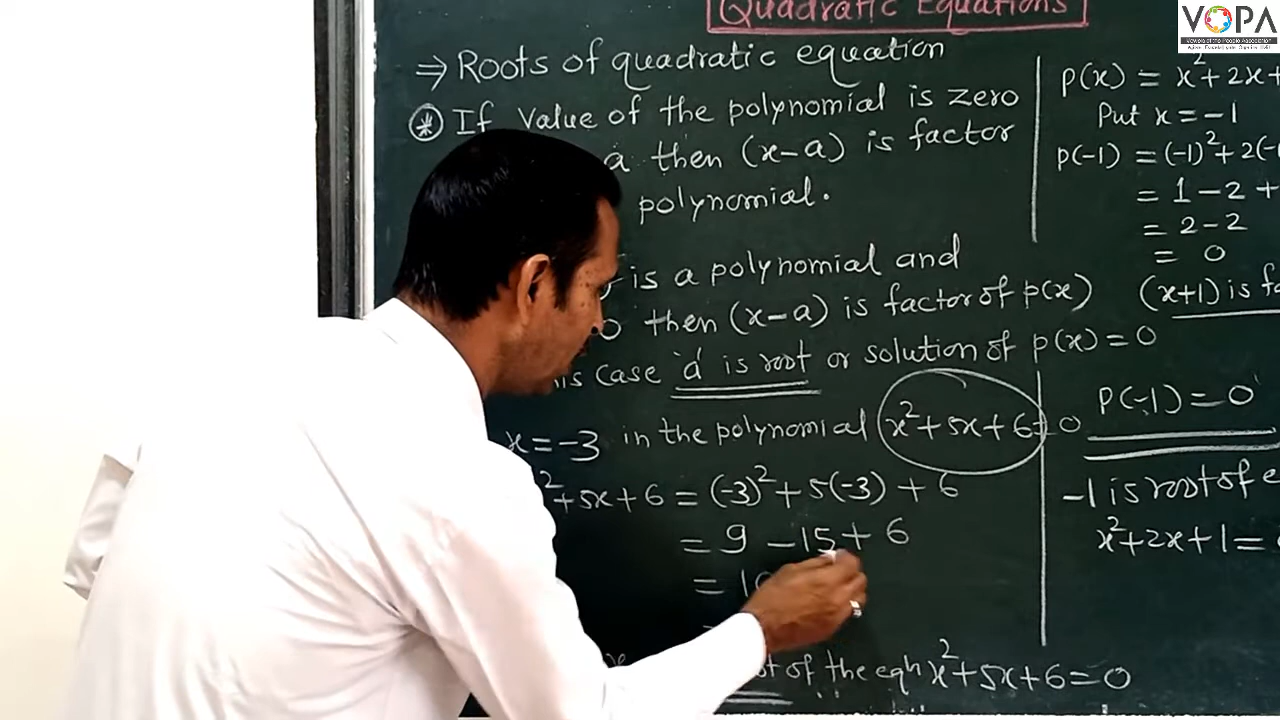 Quadratic Equations
VOPA
⇒ Roots of quadratic equation
* If Value of the polynomial is zero
a then (x-a) is factor
polynomial.
is a polynomial and
0 then (x-a) is factor of p(x)
case 'a' is root or solution of p(x) = 0
x = -3 in the polynomial x²+5x+6=0
²+5x+6 = (-3)²+5(-3)+6
= 9 -15+ 6
=
of the eqn x²+5x+6=0
p(x) = x²+2x+
Put x = -1
p(-1) = (-1)²+2(-1
= 1-2+
= 2-2
= 0
(x+1) is
P(-1) = 0
-1 is root of
x²+2x+1=